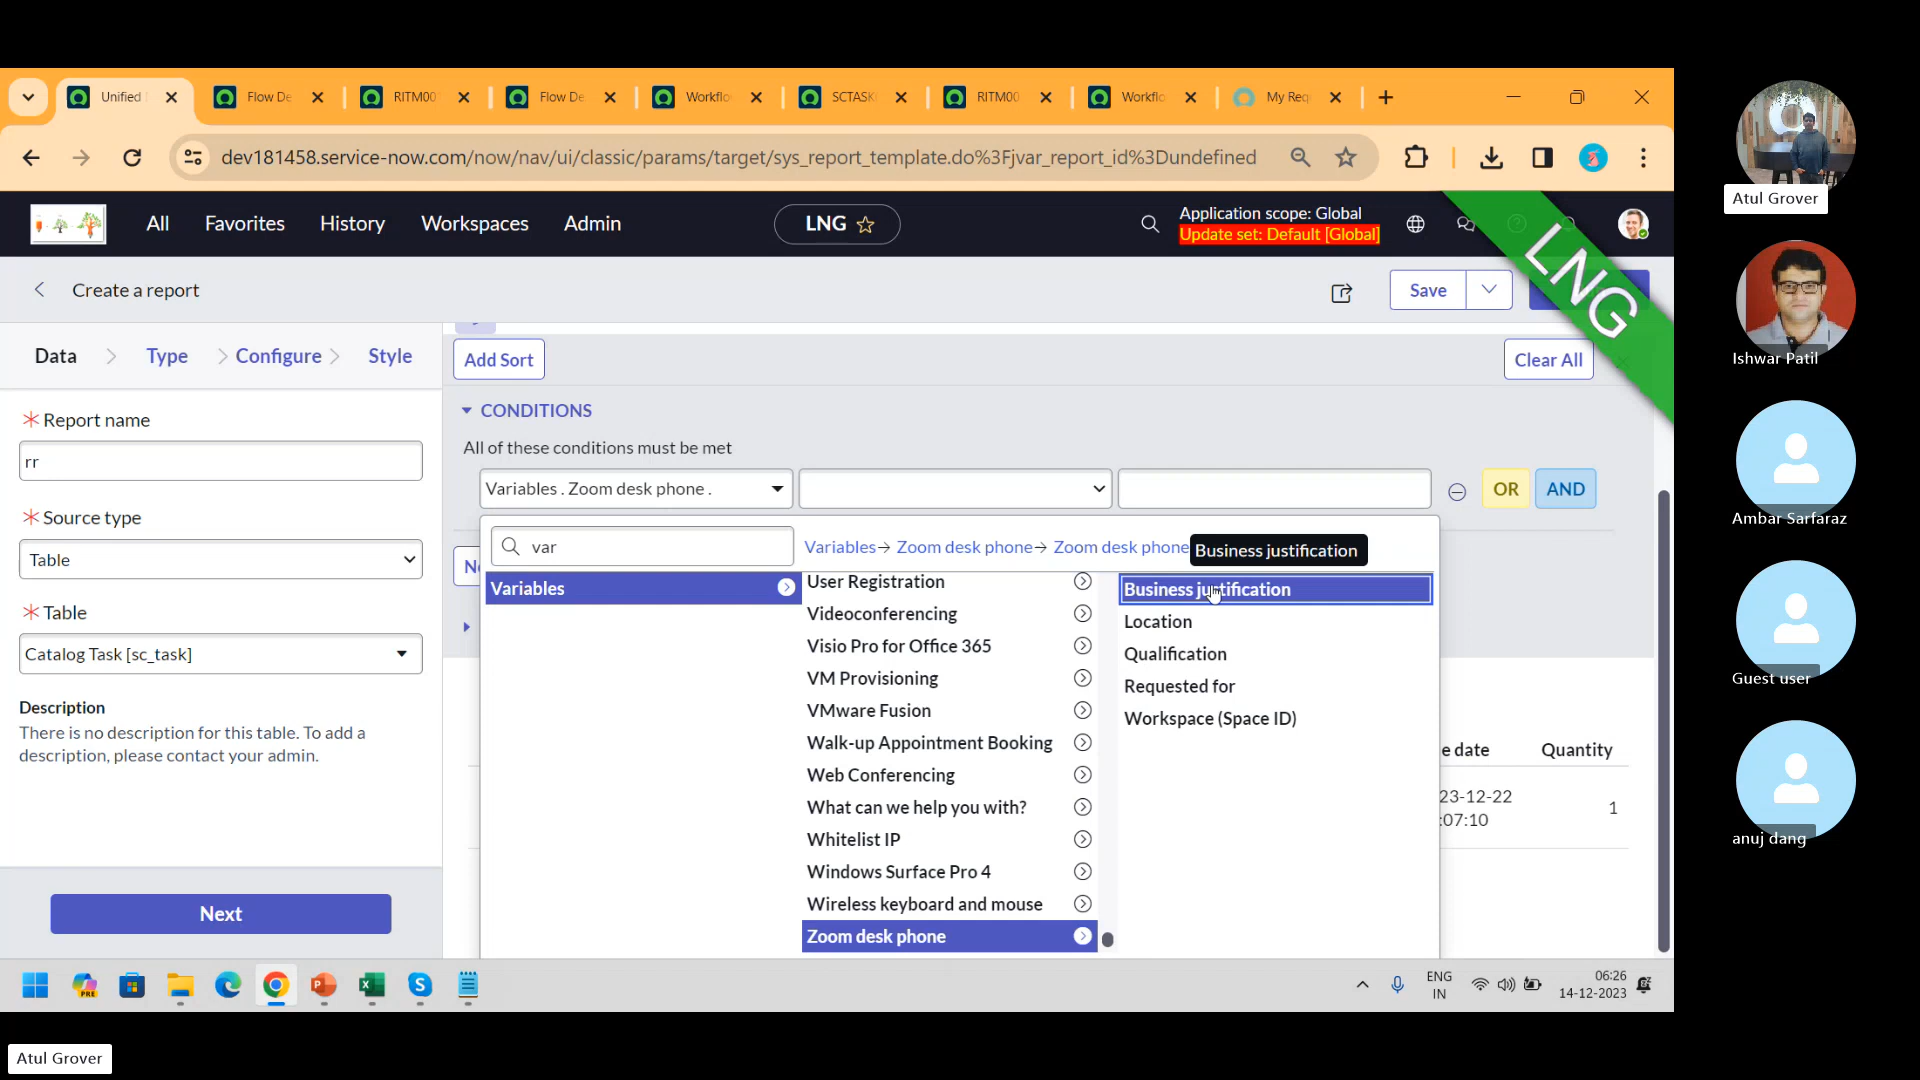 Unified
Flow De
RITM00
Flow De
Workflo
SCTASK
RITM00
Workflo
My Req
dev181458.service-now.com/now/nav/ui/classic/params/target/sys_report_template.do%3Fjvar_report_id%3Dundefined
All
Favorites
History
Workspaces
Admin
LNG
Application scope: Global
Update set: Default [Global]
LNG
Create a report
Save
Data
Type
Configure
Style
Add Sort
Clear All
Report name
rr
Source type
Table
Table
Catalog Task [sc_task]
Description
There is no description for this table. To add a
description, please contact your admin.
Next
CONDITIONS
All of these conditions must be met
Variables . Zoom desk phone .
OR
AND
var
Variables
Zoom desk phone
Zoom desk phone
Business justification
Variables
User Registration
Videoconferencing
Visio Pro for Office 365
VM Provisioning
VMware Fusion
Walk-up Appointment Booking
Web Conferencing
What can we help you with?
Whitelist IP
Windows Surface Pro 4
Wireless keyboard and mouse
Zoom desk phone
Business justification
Location
Qualification
Requested for
Workspace (Space ID)
e date
Quantity
23-12-22
:07:10
1
PRE
ENG
IN
06:26
14-12-2023
Atul Grover
Ishwar Patil
Ambar Sarfaraz
Guest user
anuj dang
Atul Grover